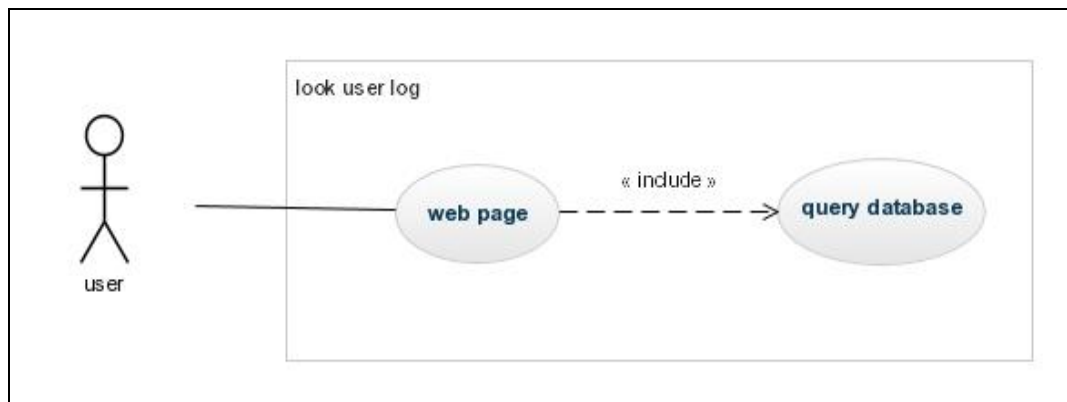 look user log
« include »
web page
query database
user